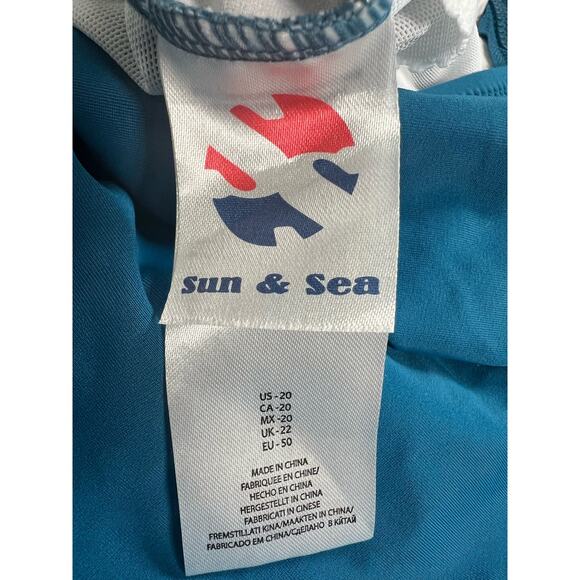 Sun & Sea
US-20
CA-20
MX-20
UK-22
EU-50
MADE IN CHINA
FABRIQUEE EN CHINE/
HECHO EN CHINA
HERGESTELLT IN CHINA
FABBRICATI IN CINESE
FREMSTILLATI KINA/MAAKTEN IN CHINA/
FABRICADO EM CHINA/СДЕЛАНО В КЙТАЙ